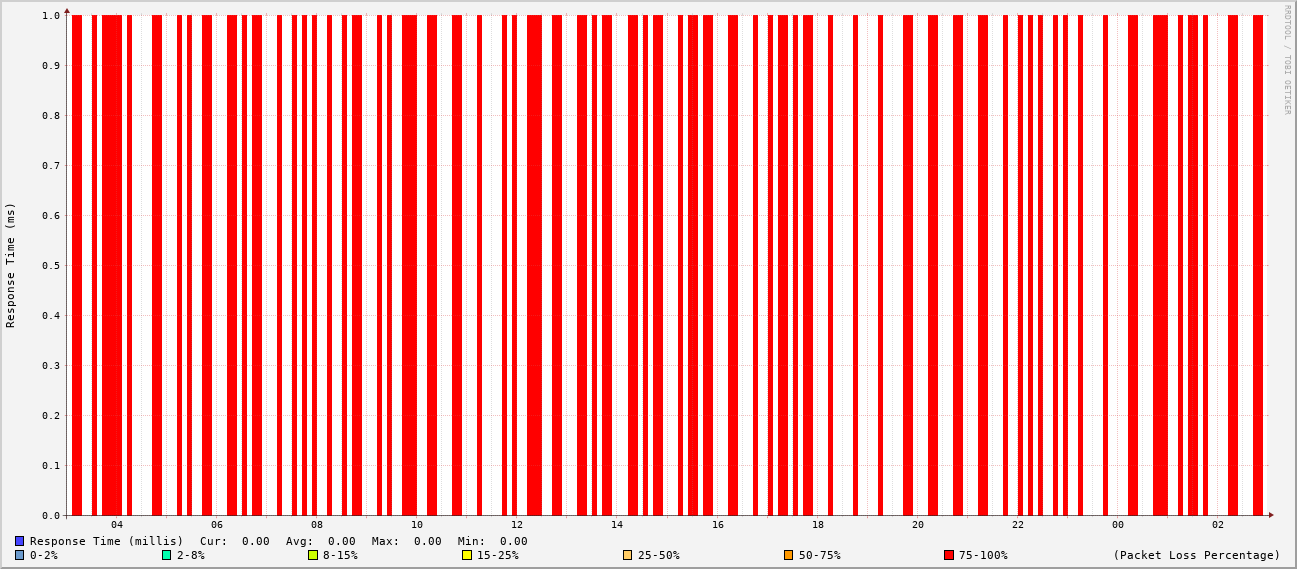 RRDTOOL / TOBI OETIKER
Response Time (ms)
1.0
0.9
0.8
0.7
0.6
0.5
0.4
0.3
0.2
0.1
0.0
04 06 08 10 12 14 16 18 20 22 00 02
Response Time (millis) Cur: 0.00 Avg: 0.00 Max: 0.00 Min: 0.00
0-2% 2-8% 8-15% 15-25% 25-50% 50-75% 75-100% (Packet Loss Percentage)